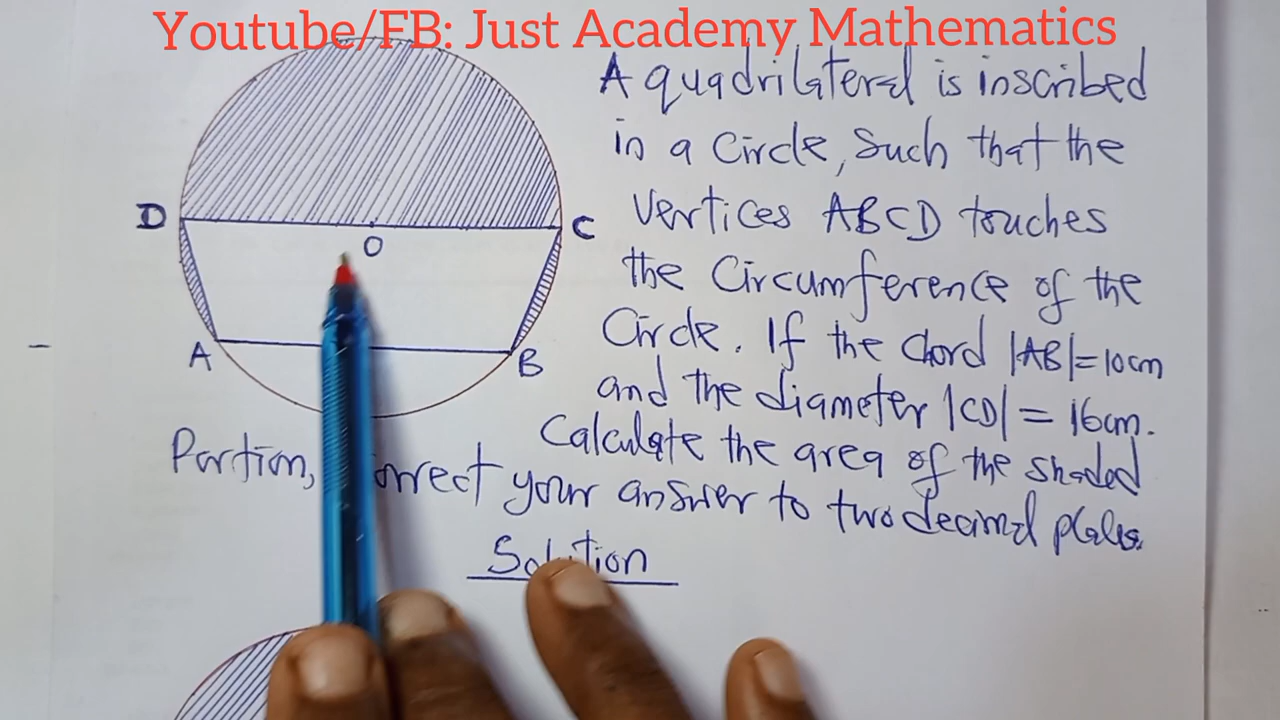 Youtube/FB: Just Academy Mathematics
A quadrilateral is inscribed
in a Circle, Such that the
D C Vertices ABCD touches
O
the Circumference of the
Circle. If the Chord |AB|=10cm
A B
and the diameter |CD| = 16cm.
Calculate the area of the shaded
Portion, your answer to two decimal places.
Solution